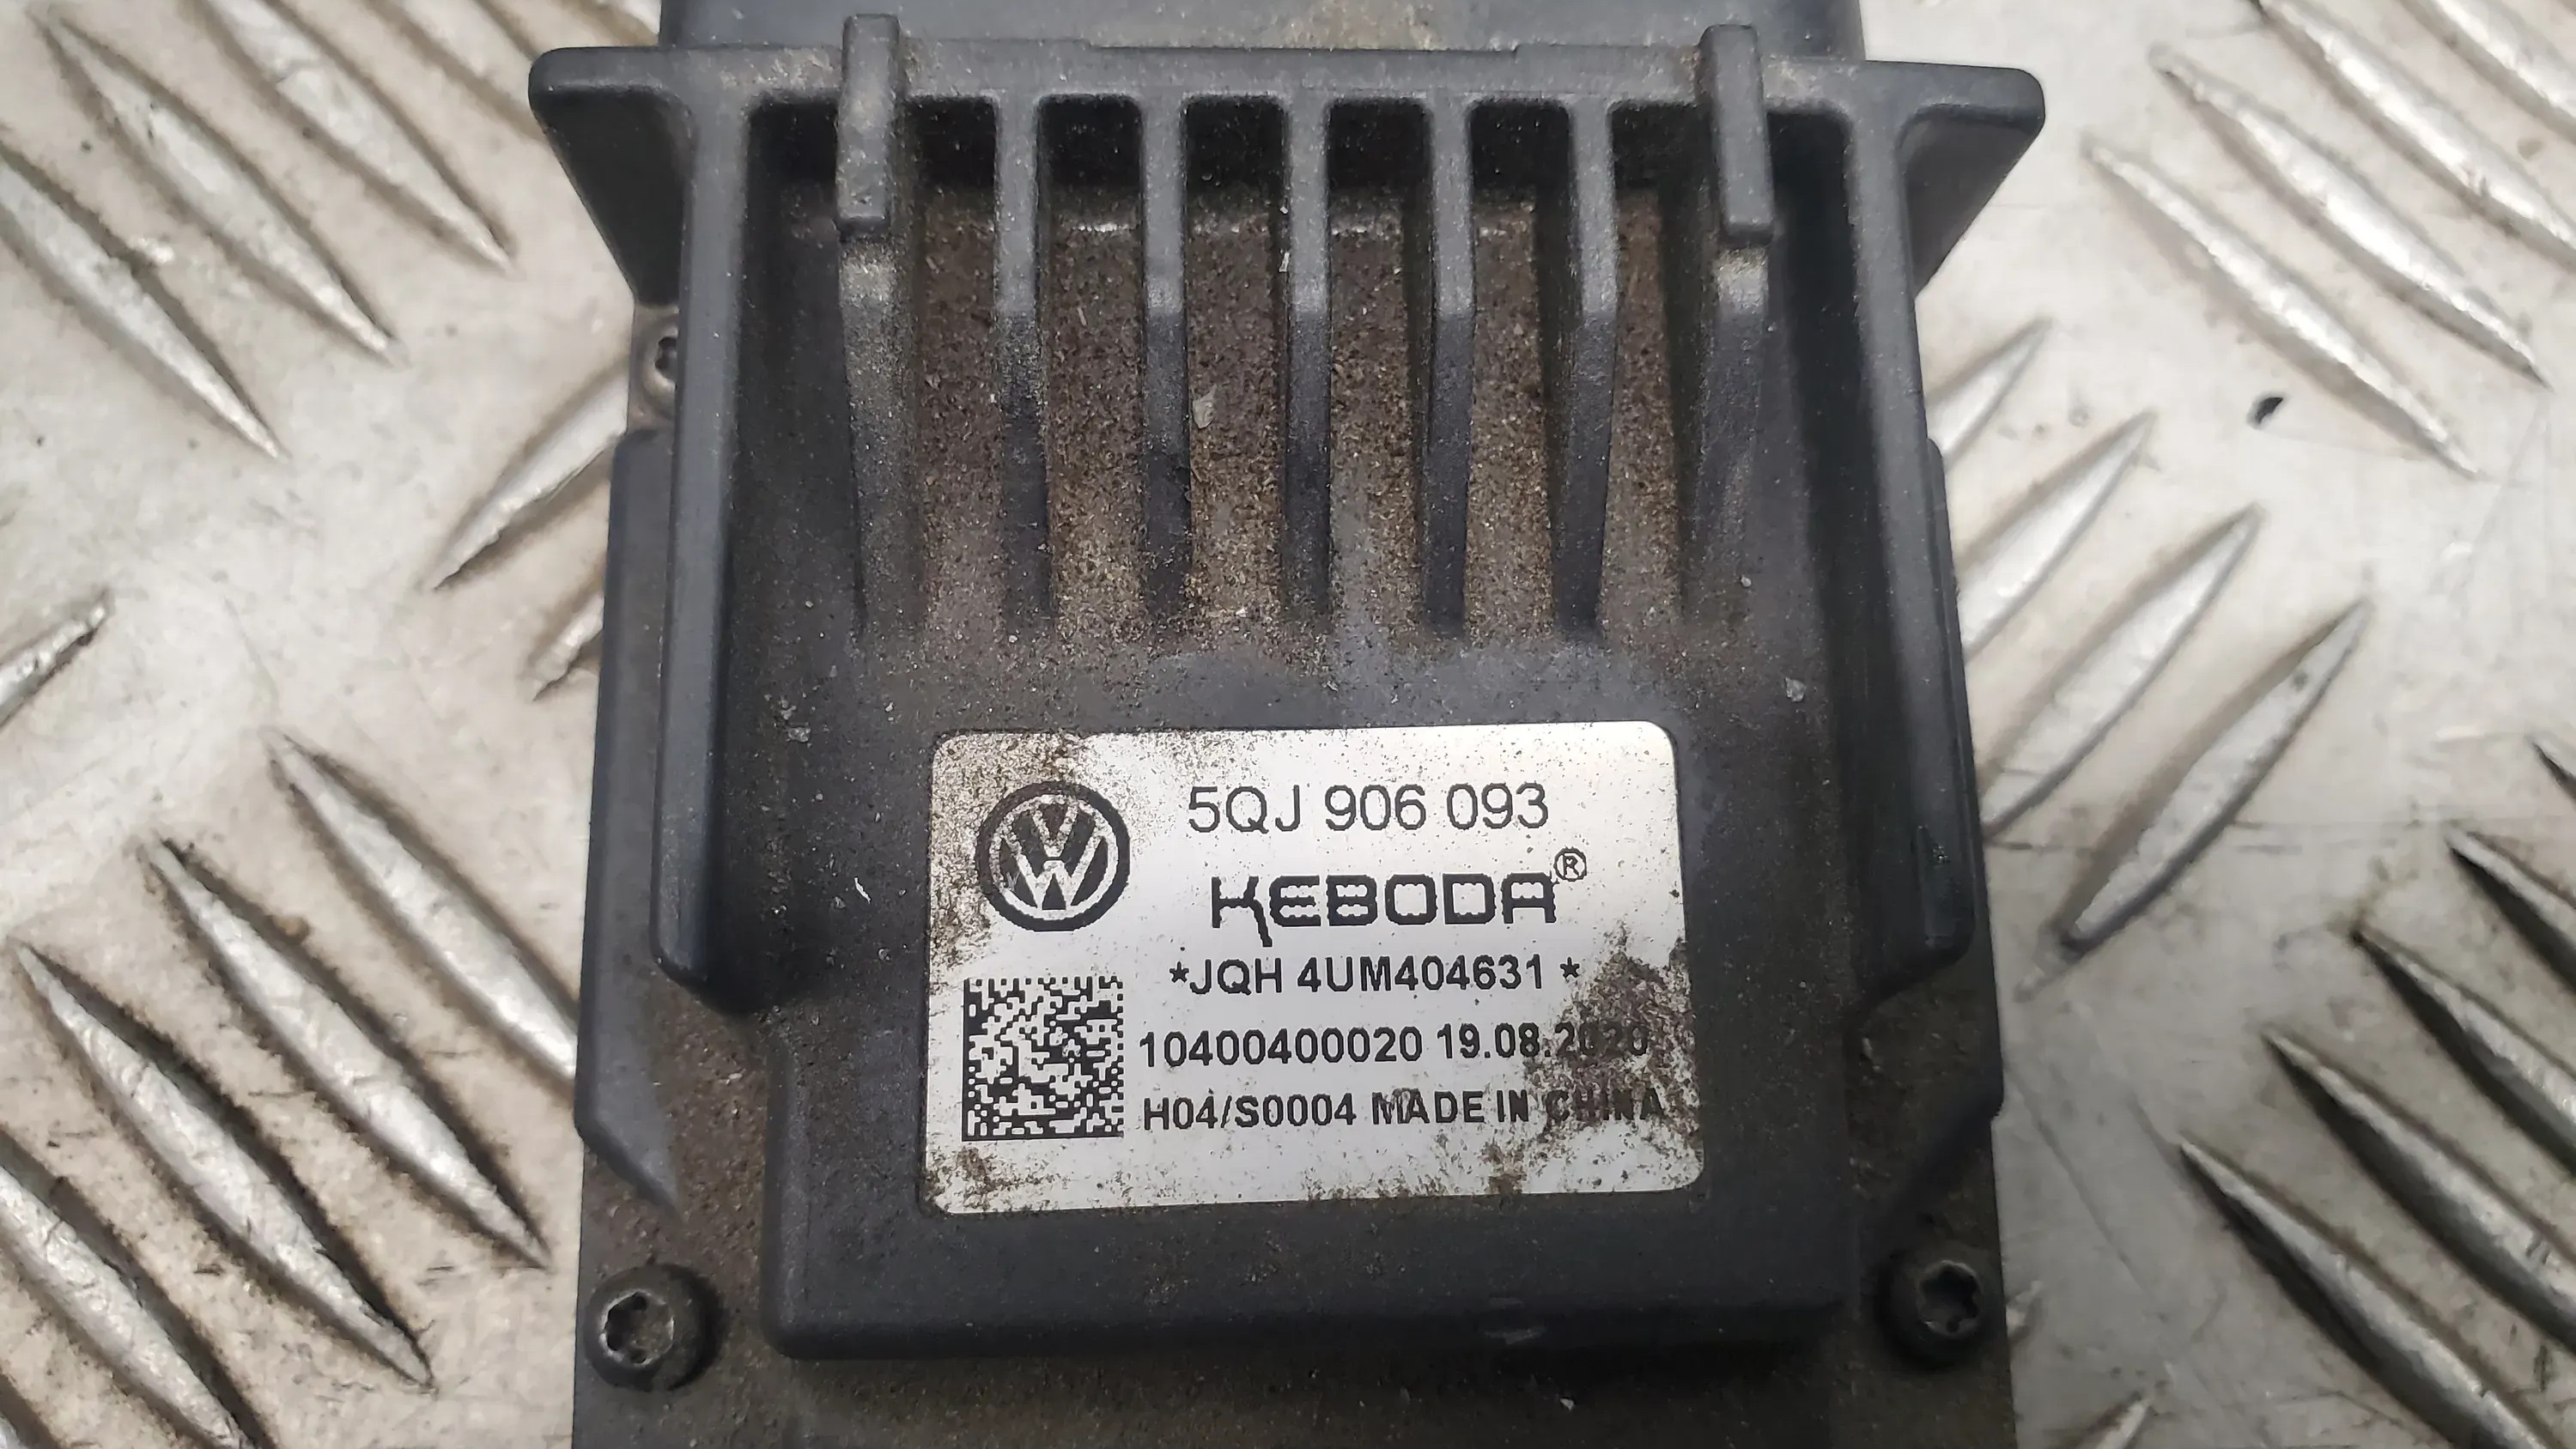 5QJ 906 093
KEBODA®
*JQH 4UM404631 *
10400400020 19.08.2020
H04/S0004 MADE IN CHINA